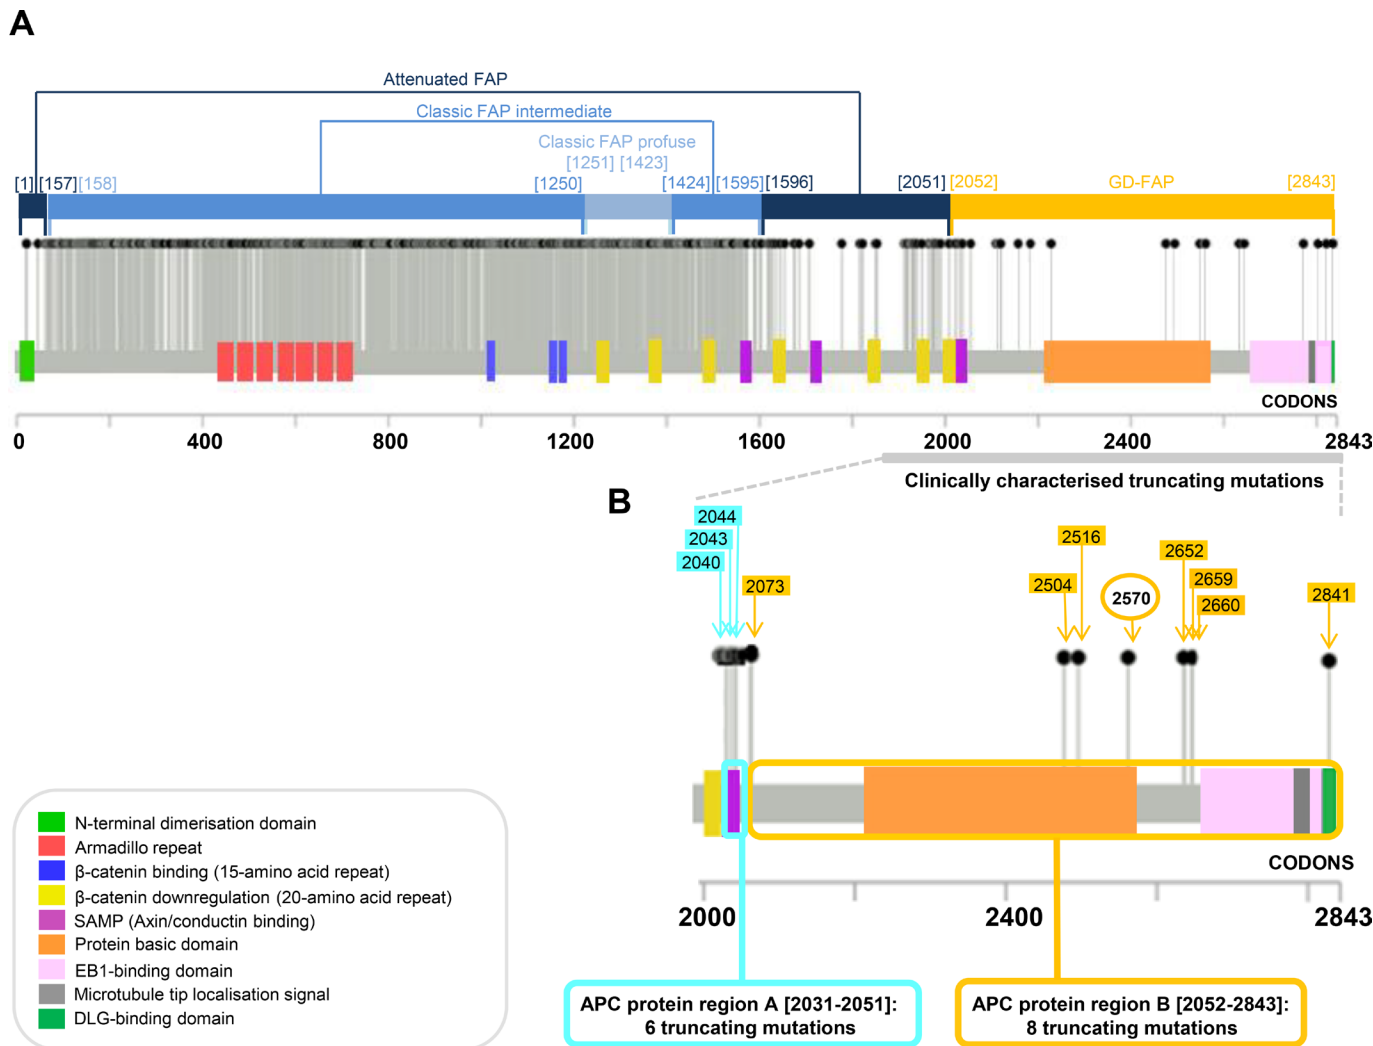 A
Attenuated FAP
Classic FAP intermediate
Classic FAP profuse
[1251] [1423]
[1] [157] [158] [1250] [1424] [1595] [1596] [2051] [2052] GD-FAP [2843]
CODONS
0 400 800 1200 1600 2000 2400 2843
Clinically characterised truncating mutations
B
2044
2043
2040
2073
2504
2516
2570
2652
2659
2660
2841
CODONS
2000 2400 2843
APC protein region A [2031-2051]:
6 truncating mutations
APC protein region B [2052-2843]:
8 truncating mutations
N-terminal dimerisation domain
Armadillo repeat
β-catenin binding (15-amino acid repeat)
β-catenin downregulation (20-amino acid repeat)
SAMP (Axin/conductin binding)
Protein basic domain
EB1-binding domain
Microtubule tip localisation signal
DLG-binding domain